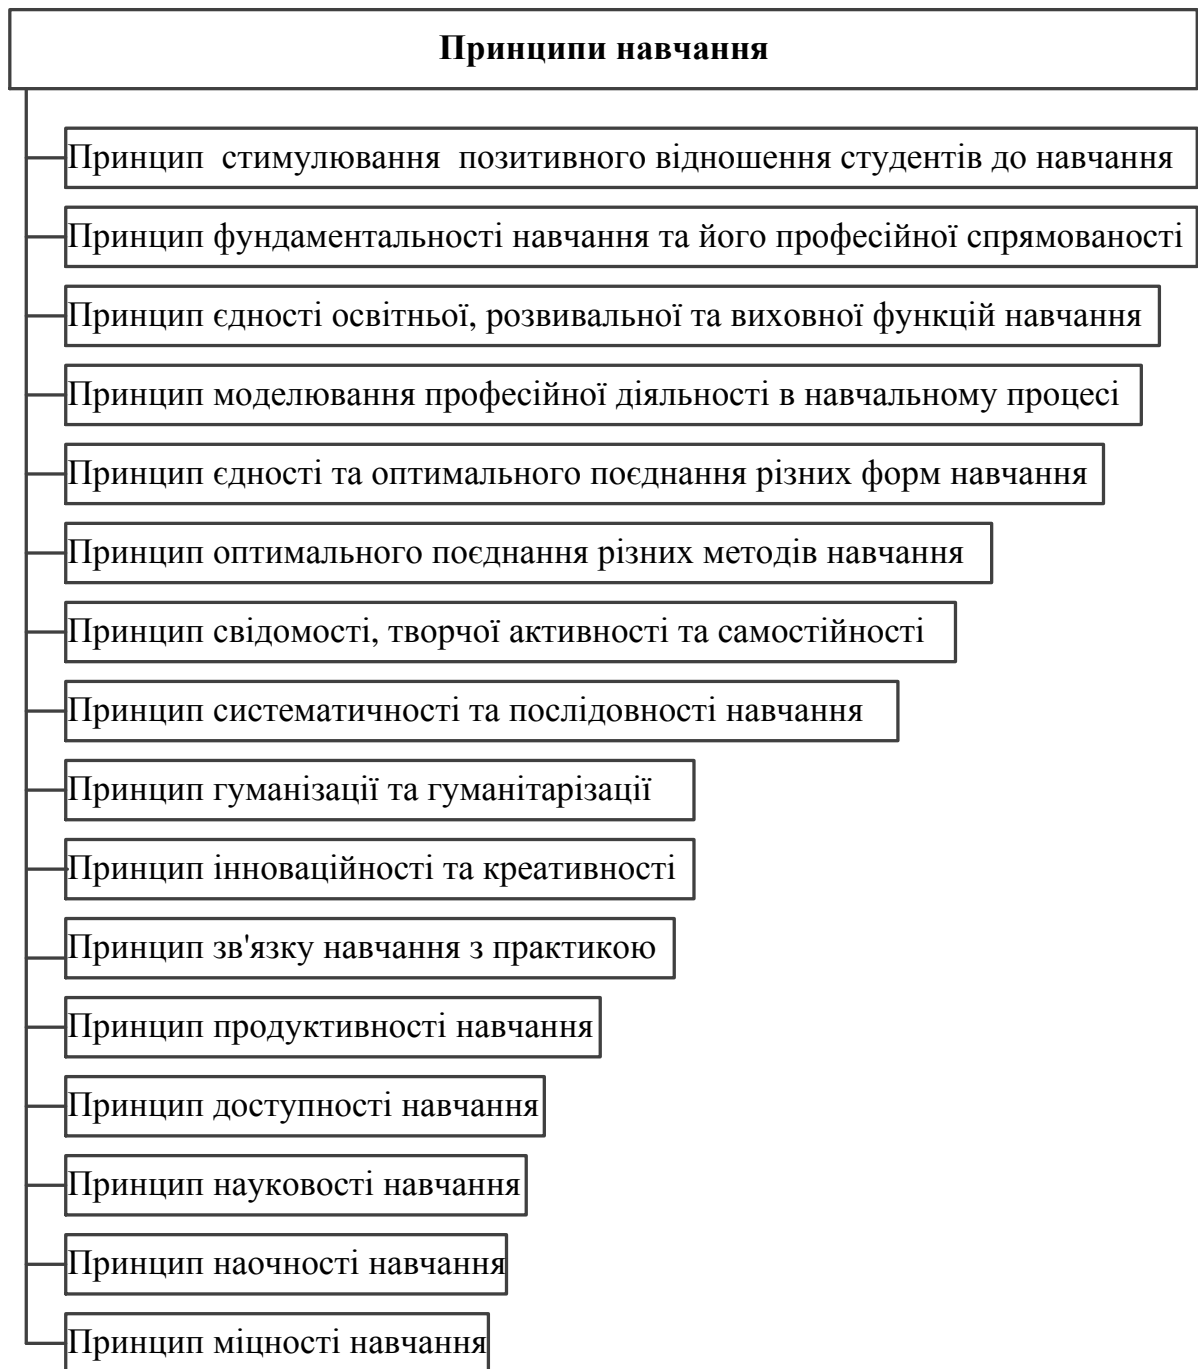 Принципи навчання
Принцип стимулювання позитивного відношення студентів до навчання
Принцип фундаментальності навчання та його професійної спрямованості
Принцип єдності освітньої, розвивальної та виховної функцій навчання
Принцип моделювання професійної діяльності в навчальному процесі
Принцип єдності та оптимального поєднання різних форм навчання
Принцип оптимального поєднання різних методів навчання
Принцип свідомості, творчої активності та самостійності
Принцип систематичності та послідовності навчання
Принцип гуманізації та гуманітарізації
Принцип інноваційності та креативності
Принцип зв'язку навчання з практикою
Принцип продуктивності навчання
Принцип доступності навчання
Принцип науковості навчання
Принцип наочності навчання
Принцип міцності навчання